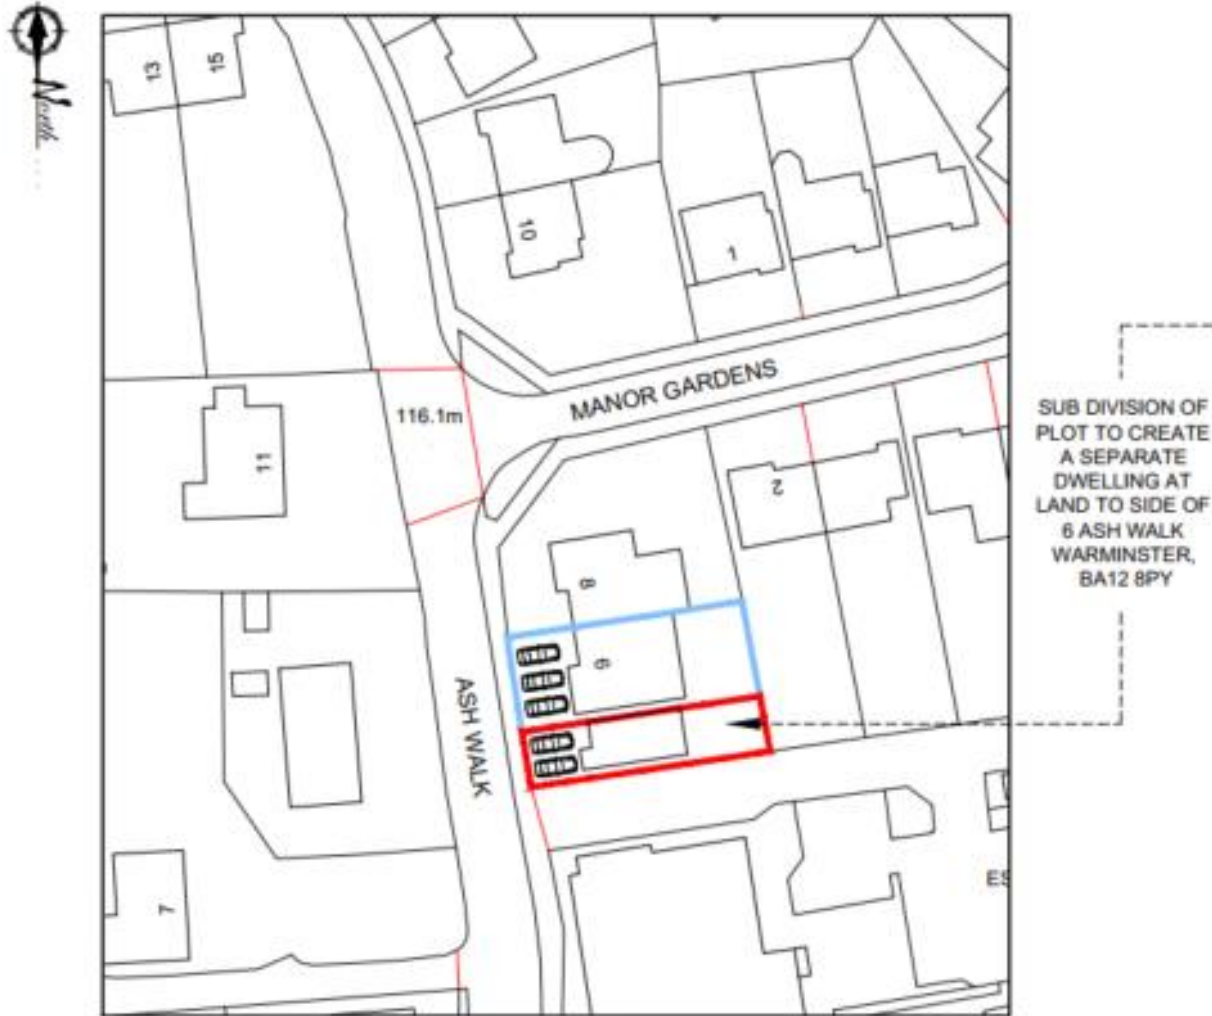 North
13
15
10
1
MANOR GARDENS
116.1m
11
2
8
6
ASH WALK
7
ES
SUB DIVISION OF
PLOT TO CREATE
A SEPARATE
DWELLING AT
LAND TO SIDE OF
6 ASH WALK
WARMINSTER,
BA12 8PY